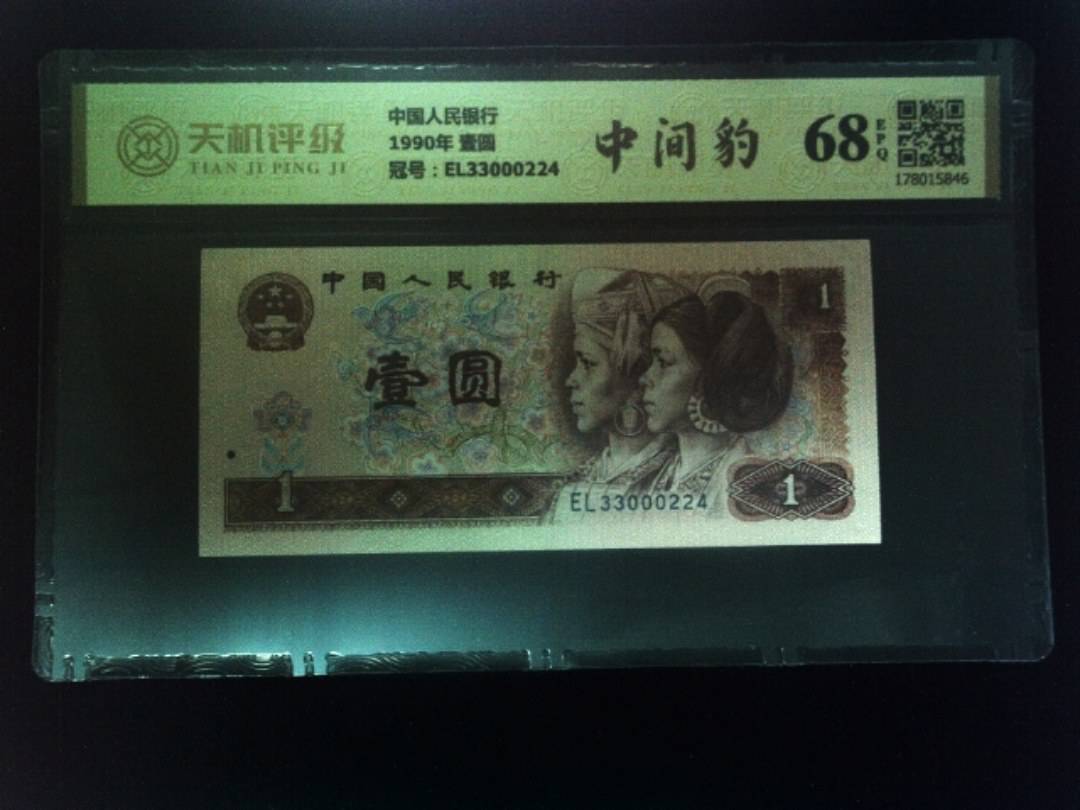 天机评级
TIAN JI PING JI
中国人民银行
1990年 壹圆
冠号：EL33000224
中间豹
68
EPQ
178015846
中国人民银行
1
壹圆
1
EL33000224
1